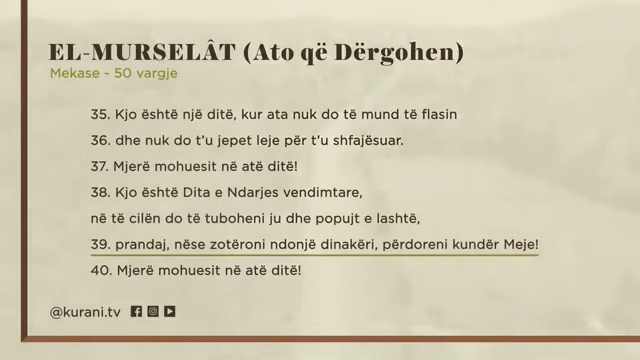 EL-MURSELÂT (Ato që Dërgohen)
Mekase - 50 vargje
35. Kjo është një ditë, kur ata nuk do të mund të flasin
36. dhe nuk do t'u jepet leje për t'u shfajësuar.
37. Mjerë mohuesit në atë ditë!
38. Kjo është Dita e Ndarjes vendimtare,
në të cilën do të tuboheni ju dhe popujt e lashtë,
39. prandaj, nëse zotëroni ndonjë dinakëri, përdoreni kundër Meje!
40. Mjerë mohuesit në atë ditë!
@kurani.tv